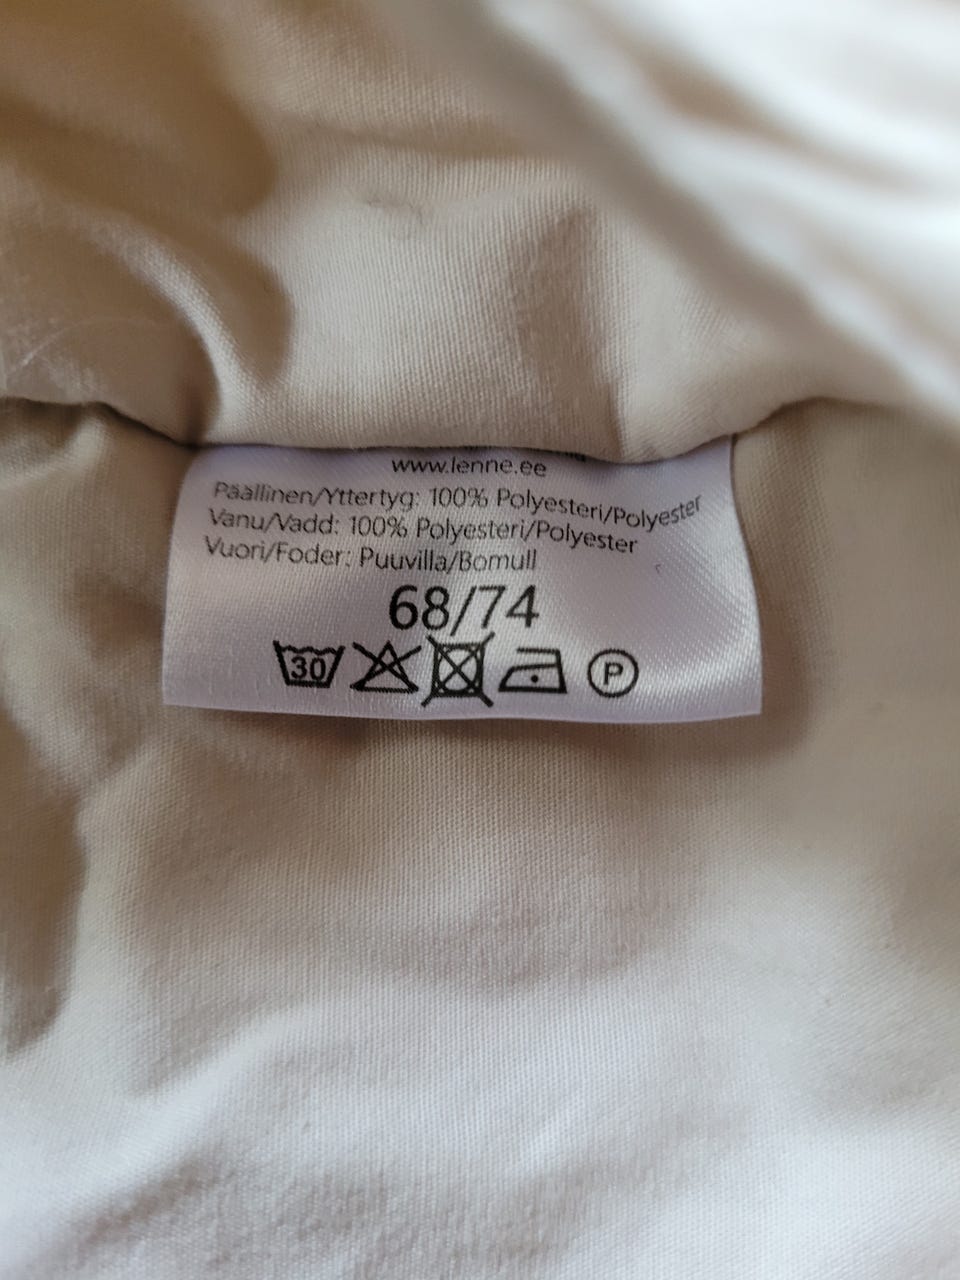 www.lenne.ee
Päällinen/Yttertyg: 100% Polyesteri/Polyester
Vanu/Vadd: 100% Polyesteri/Polyester
Vuori/Foder: Puuvilla/Bomull
68/74
30 P